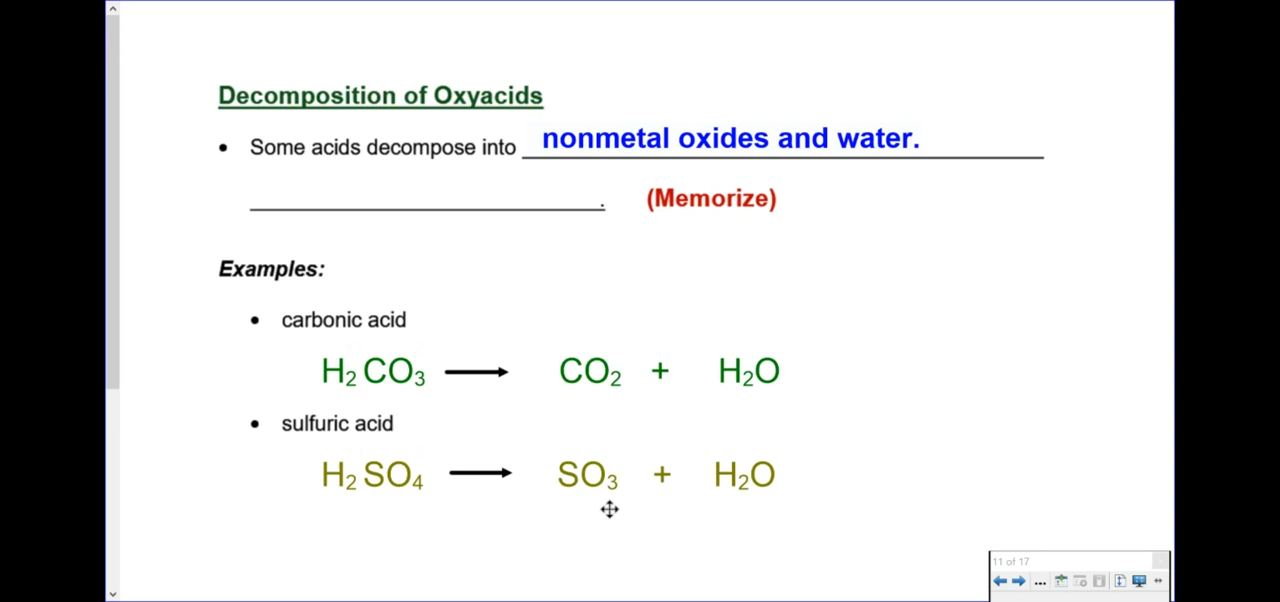 Decomposition of Oxyacids
• Some acids decompose into nonmetal oxides and water.
. (Memorize)
Examples:
• carbonic acid
H₂CO₃ ⟶ CO₂ + H₂O
• sulfuric acid
H₂SO₄ ⟶ SO₃ + H₂O
11 of 17